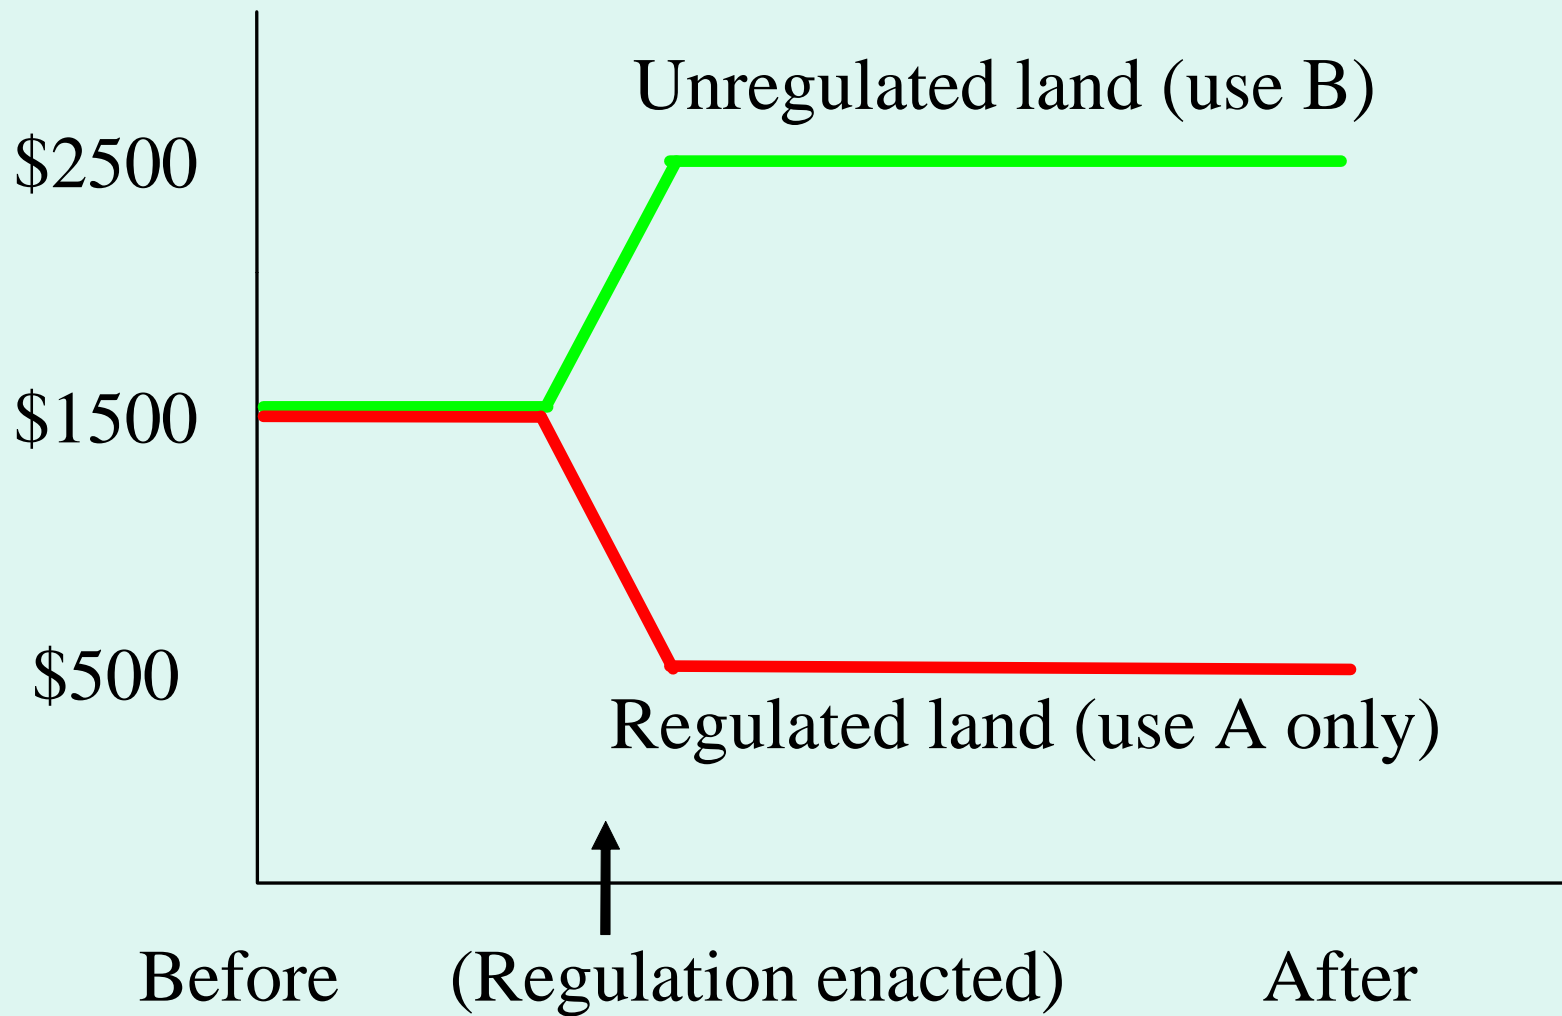 Unregulated land (use B)
$2500
$1500
$500
Regulated land (use A only)
Before
(Regulation enacted)
After